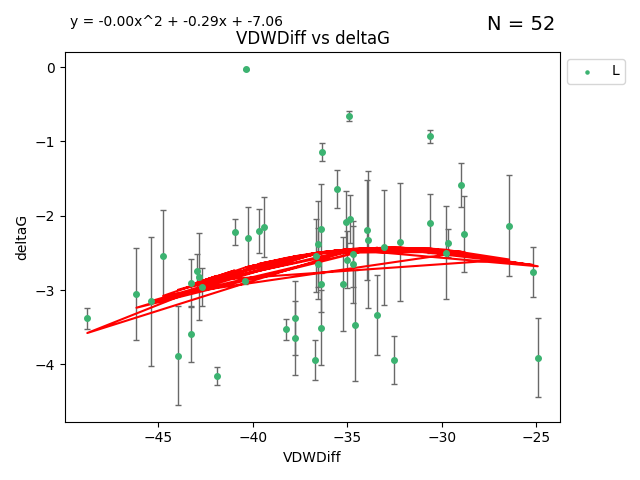 y = -0.00x^2 + -0.29x + -7.06
N = 52
VDWDiff vs deltaG
L
0
−1
−2
−3
−4
deltaG
−45
−40
−35
−30
−25
VDWDiff